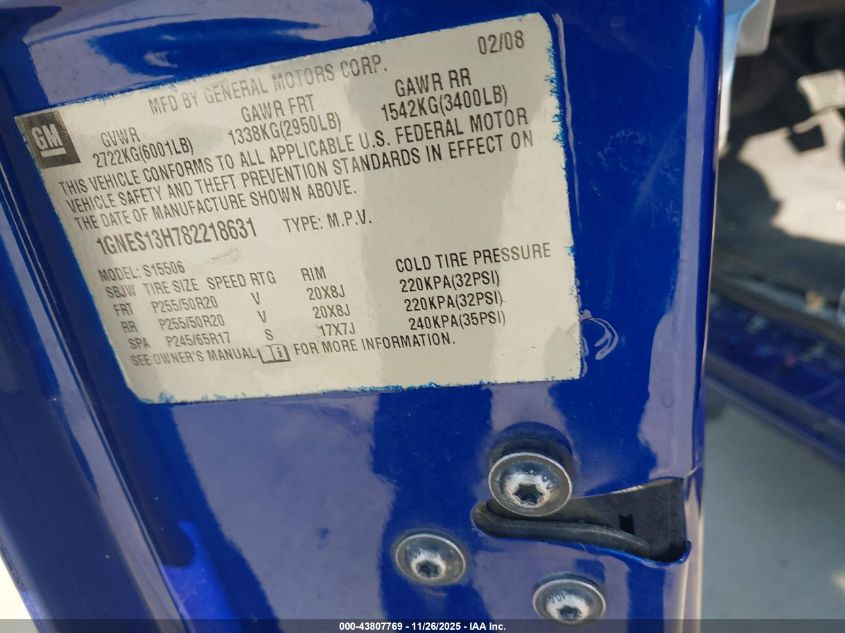 02/08
MFD BY GENERAL MOTORS CORP.
GM
GVWR GAWR FRT GAWR RR
2722KG(6001LB) 1338KG(2950LB) 1542KG(3400LB)
THIS VEHICLE CONFORMS TO ALL APPLICABLE U.S. FEDERAL MOTOR
VEHICLE SAFETY AND THEFT PREVENTION STANDARDS IN EFFECT ON
THE DATE OF MANUFACTURE SHOWN ABOVE.
1GNES13H782218631 TYPE: M.P.V.
MODEL: S15506
SBJW TIRE SIZE SPEED RTG RIM COLD TIRE PRESSURE
FRT P255/50R20 V 20X8J 220KPA(32PSI)
RR P255/50R20 V 20X8J 220KPA(32PSI)
SPA P245/65R17 S 17X7J 240KPA(35PSI)
SEE OWNER'S MANUAL FOR MORE INFORMATION.
000-43807769 - 11/26/2025 - IAA Inc.